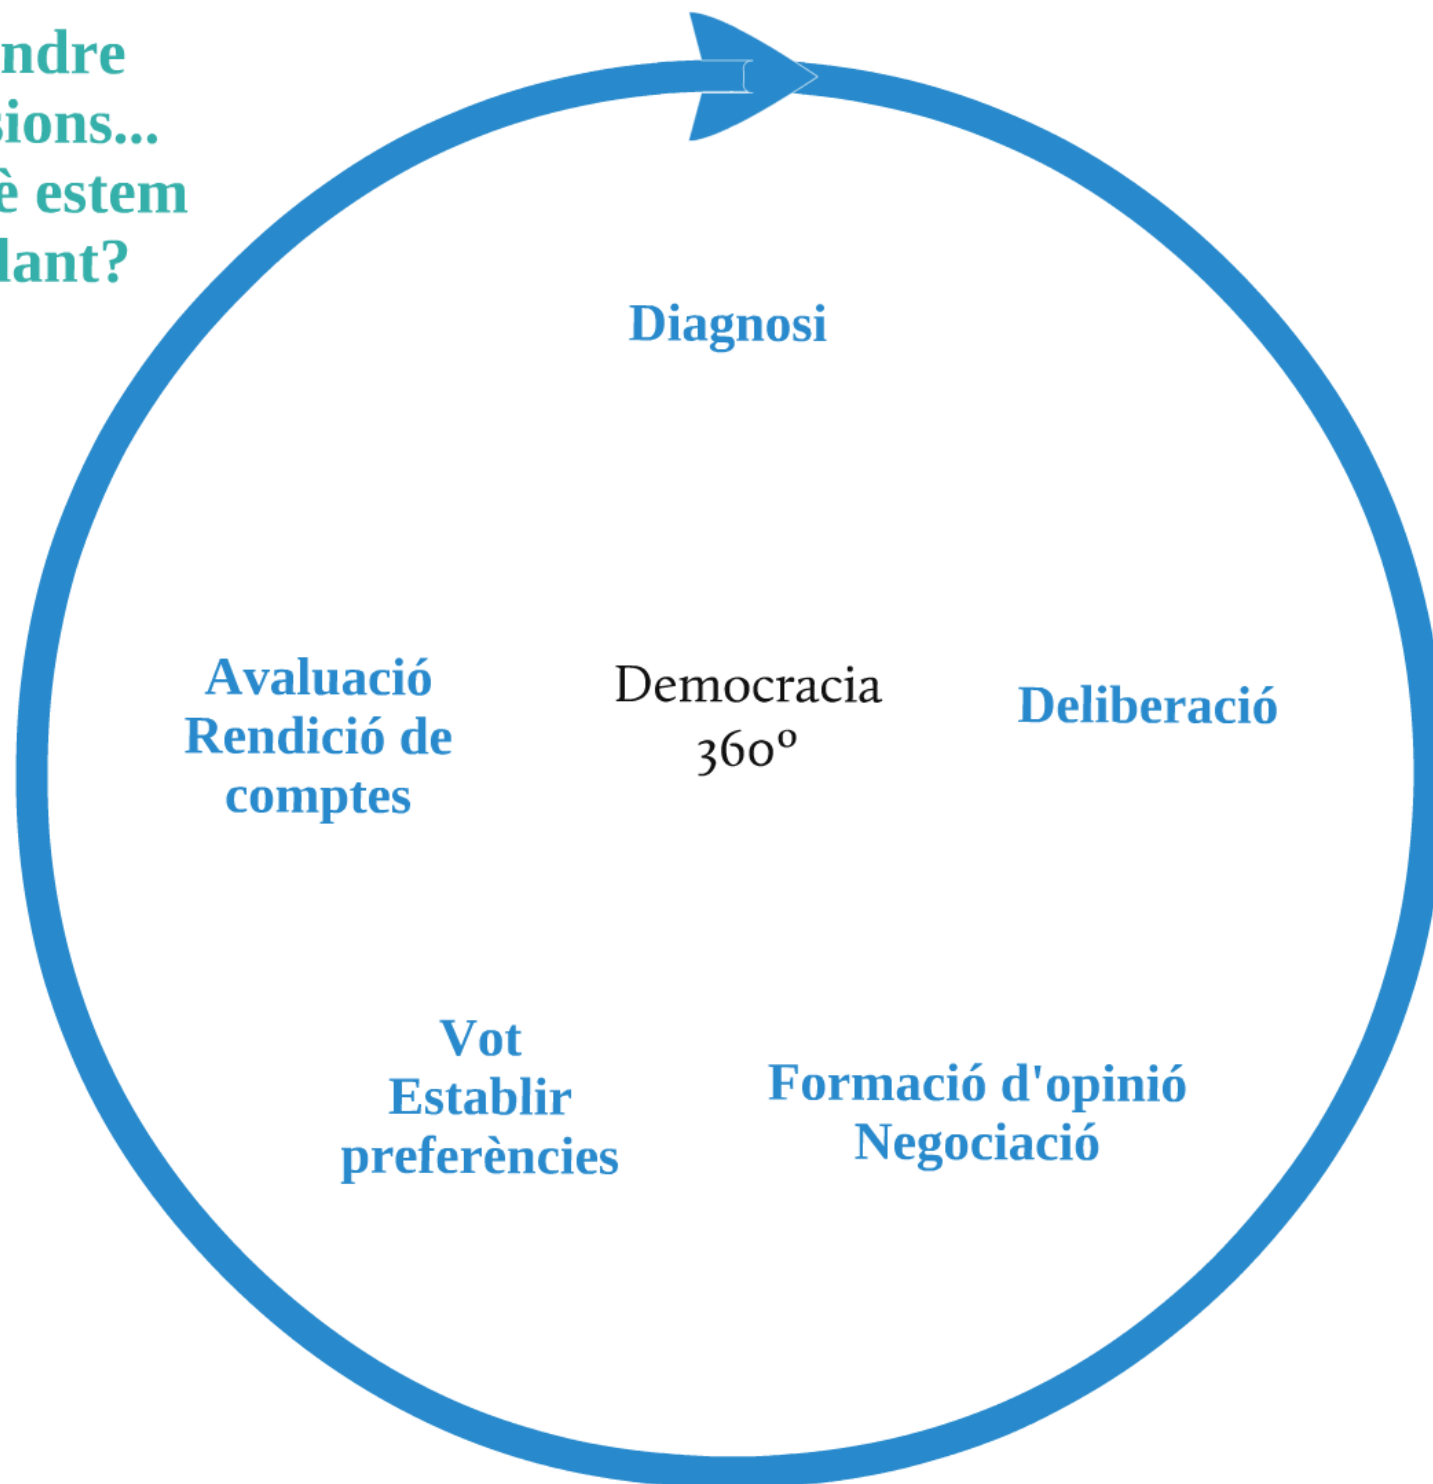 ndre
sions...
è estem
lant?
Diagnosi
Avaluació
Rendició de
comptes
Democracia
360º
Deliberació
Vot
Establir
preferències
Formació d'opinió
Negociació